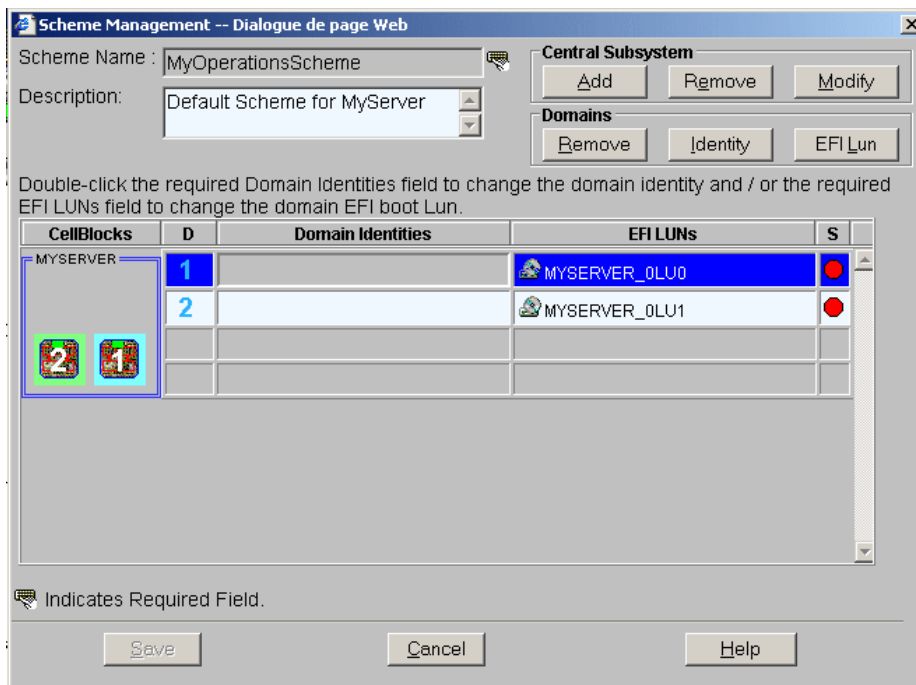 Scheme Management -- Dialogue de page Web
Scheme Name : MyOperationsScheme
Description: Default Scheme for MyServer
Central Subsystem
Add Remove Modify
Domains
Remove Identity EFI Lun
Double-click the required Domain Identities field to change the domain identity and / or the required
EFI LUNs field to change the domain EFI boot Lun.
CellBlocks D Domain Identities EFI LUNs S
MYSERVER
1 MYSERVER_0LU0
2 MYSERVER_0LU1
2 1
Indicates Required Field.
Save Cancel Help